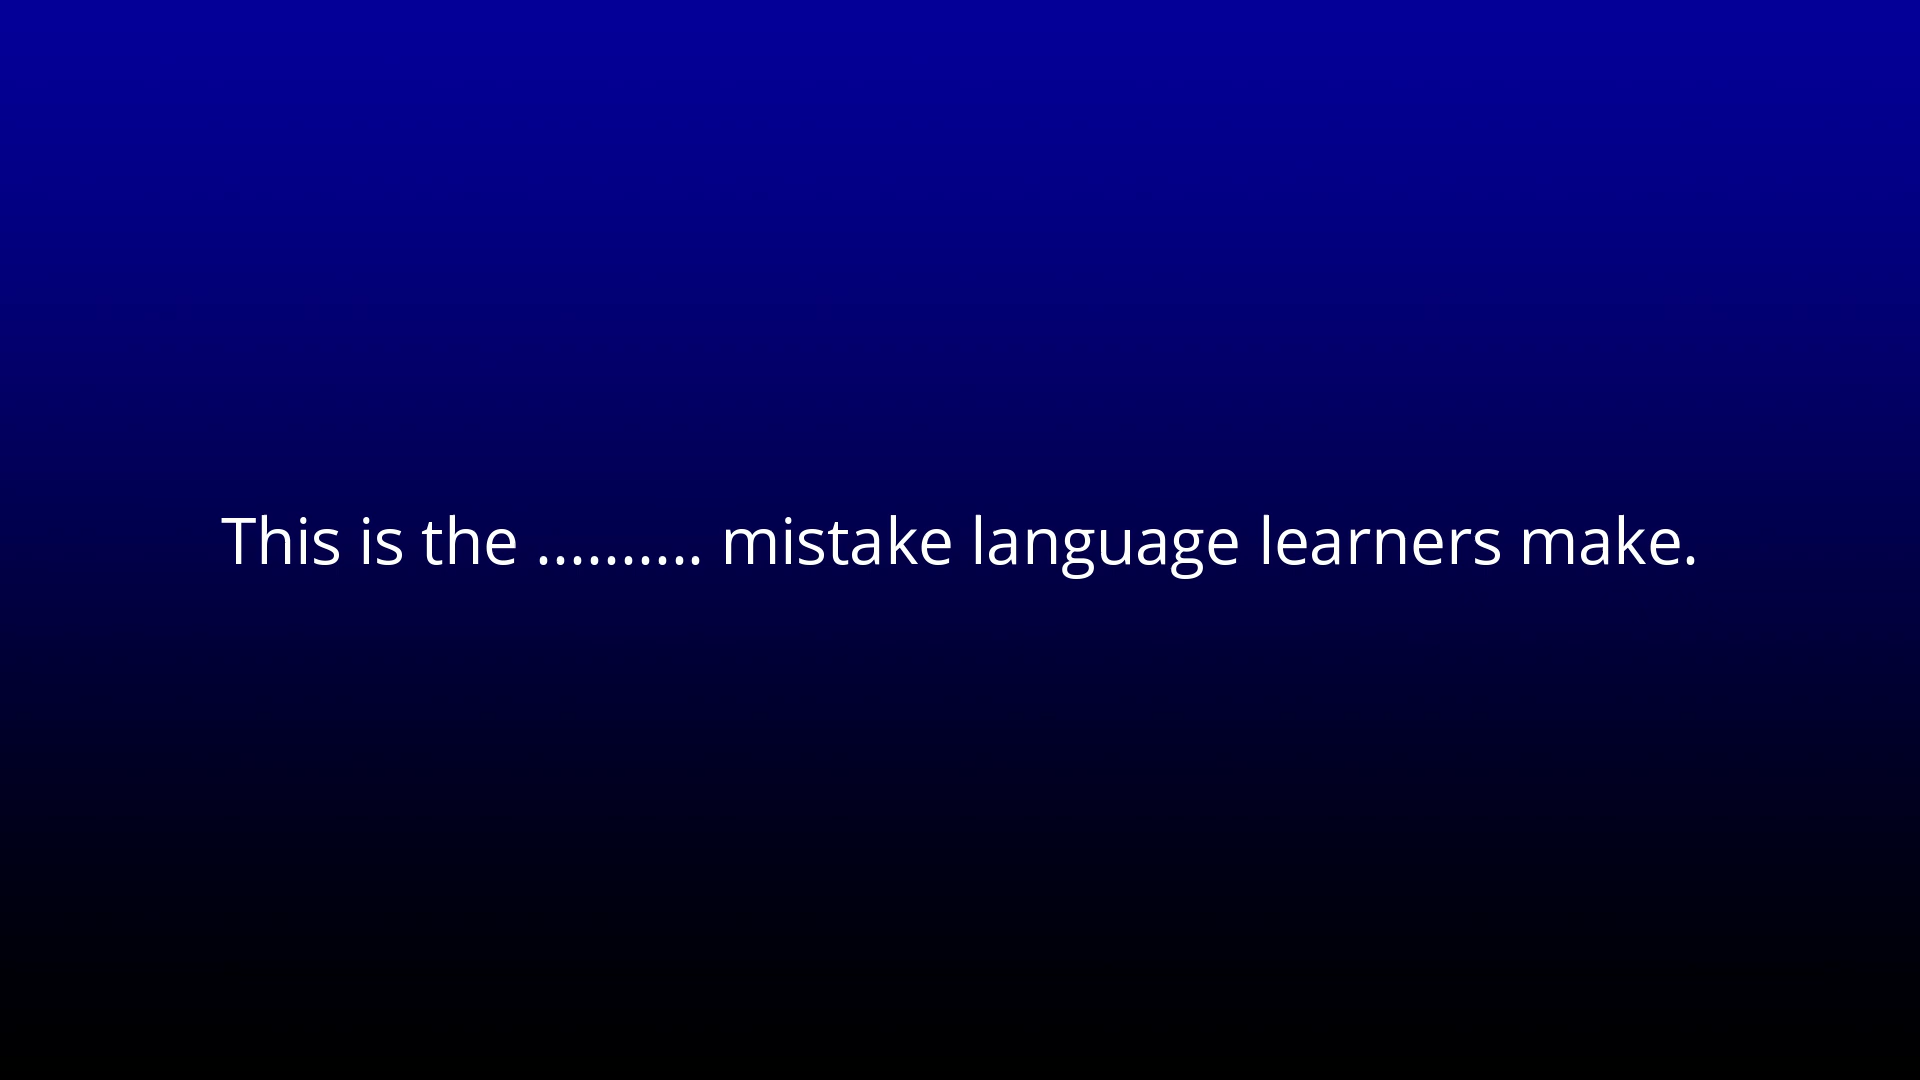 This is the .......... mistake language learners make.